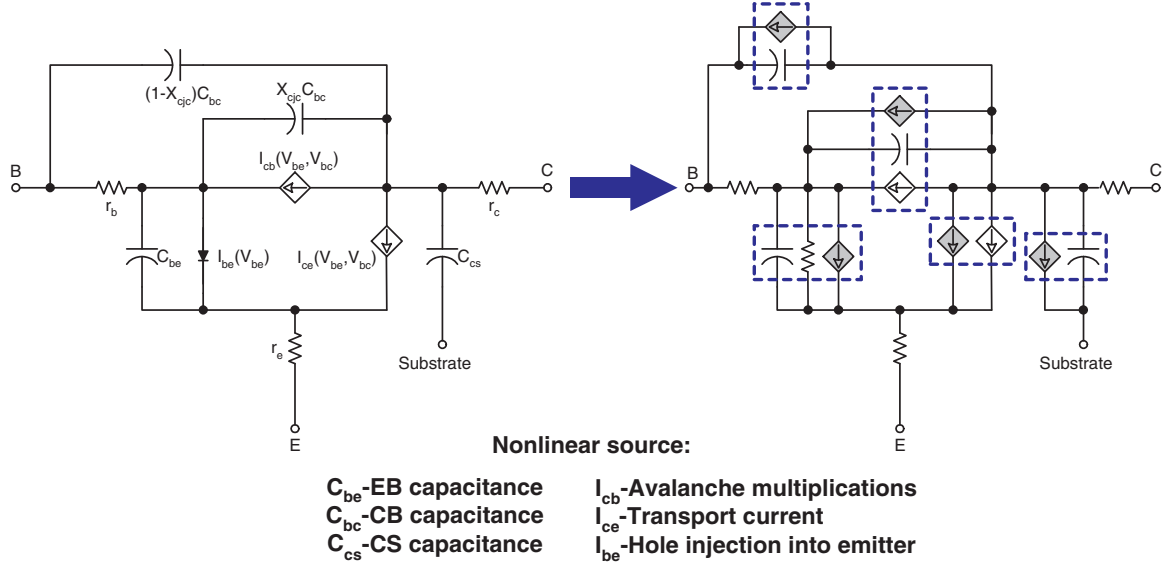 (1-X_cjc)C_bc
X_cjc C_bc
I_cb(V_be,V_bc)
B
C
r_b
r_c
C_be
I_be(V_be)
I_ce(V_be,V_bc)
C_cs
r_e
Substrate
E
B
C
Substrate
E
Nonlinear source:
C_be-EB capacitance
I_cb-Avalanche multiplications
C_bc-CB capacitance
I_ce-Transport current
C_cs-CS capacitance
I_be-Hole injection into emitter